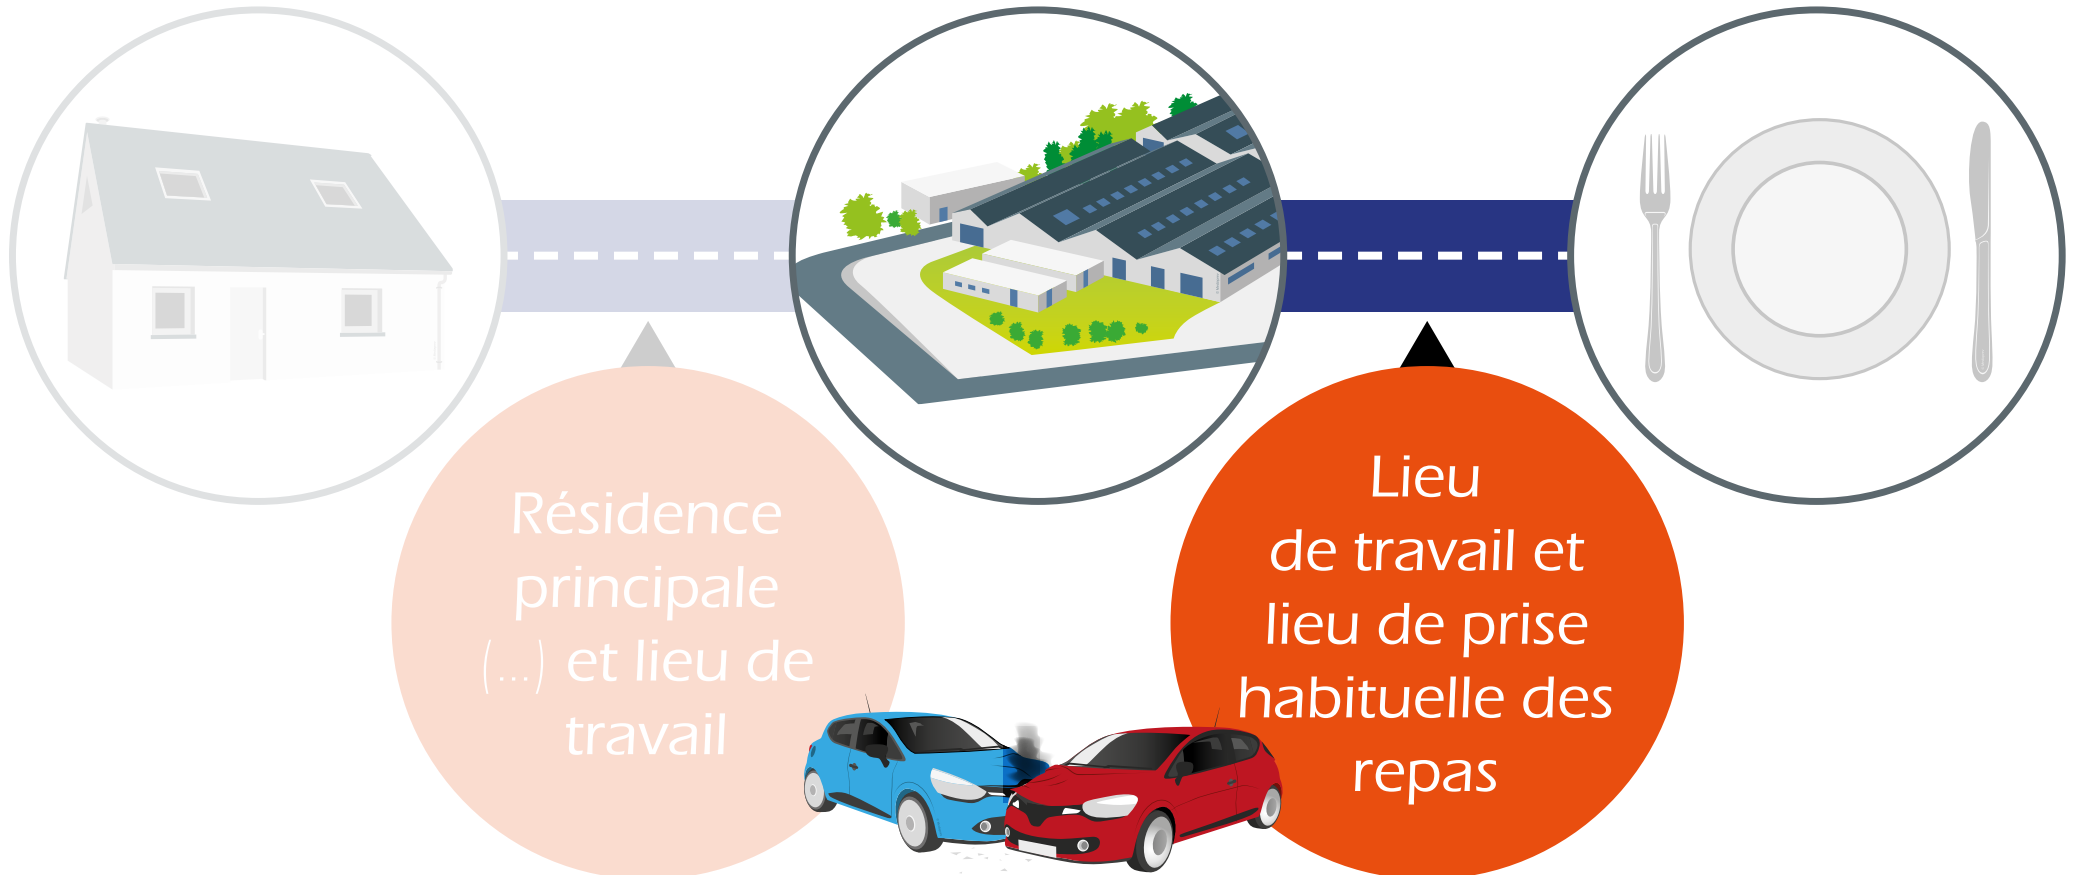 Résidence
principale
(...) et lieu de
travail
Lieu
de travail et
lieu de prise
habituelle des
repas